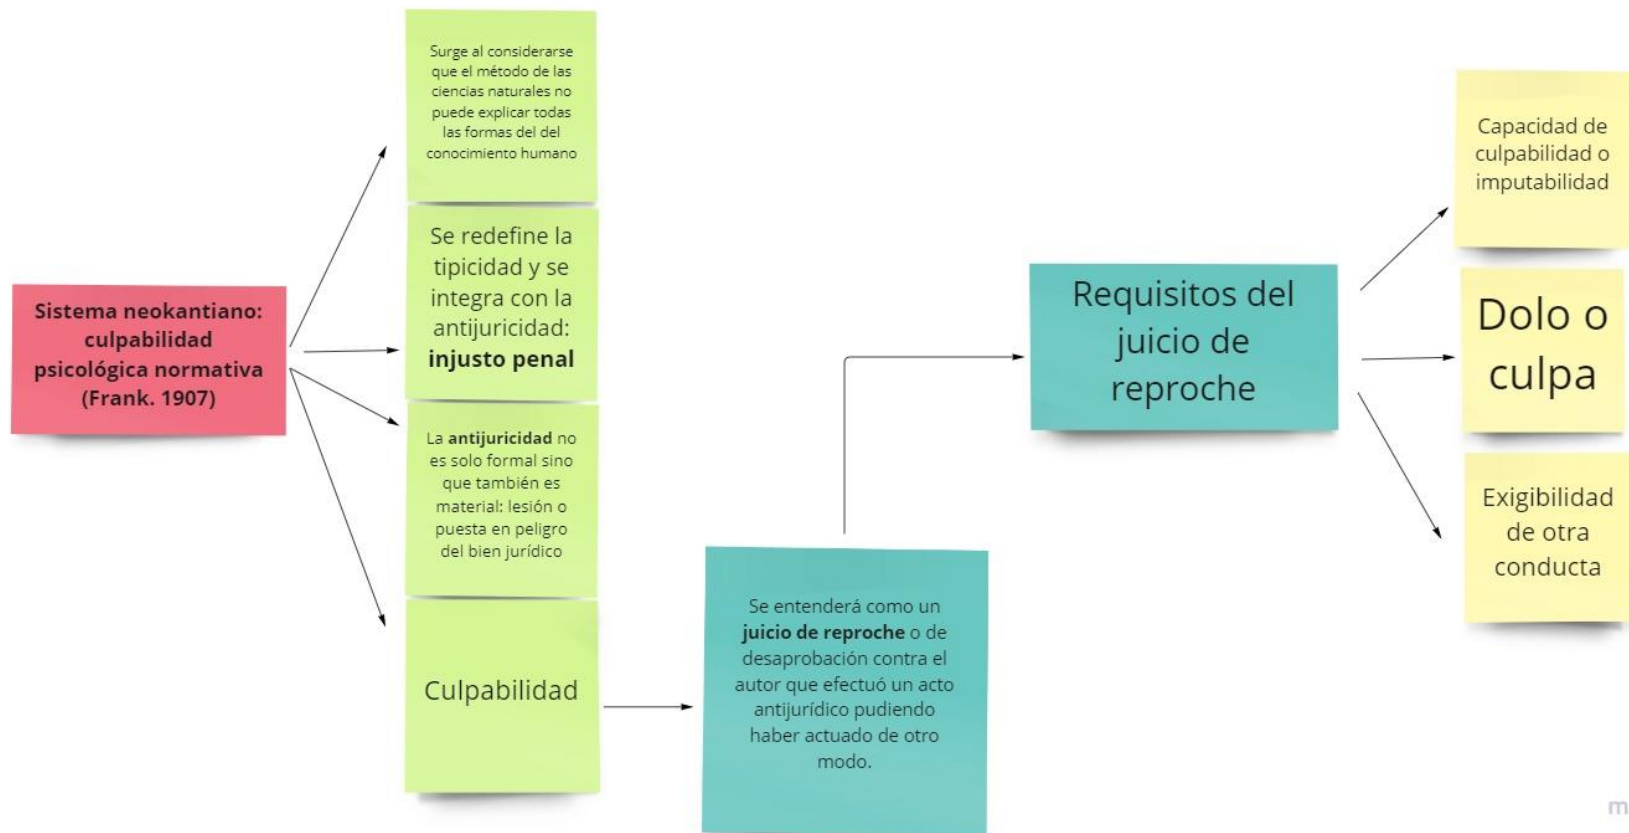 Surge al considerarse
que el método de las
ciencias naturales no
puede explicar todas
las formas del del
conocimiento humano
Se redefine la
tipicidad y se
integra con la
antijuricidad:
injusto penal
Sistema neokantiano:
culpabilidad
psicológica normativa
(Frank. 1907)
La antijuricidad no
es solo formal sino
que también es
material: lesión o
puesta en peligro
del bien jurídico
Culpabilidad
Se entenderá como un
juicio de reproche o de
desaprobación contra el
autor que efectuó un acto
antijurídico pudiendo
haber actuado de otro
modo.
Requisitos del
juicio de
reproche
Capacidad de
culpabilidad o
imputabilidad
Dolo o
culpa
Exigibilidad
de otra
conducta
m